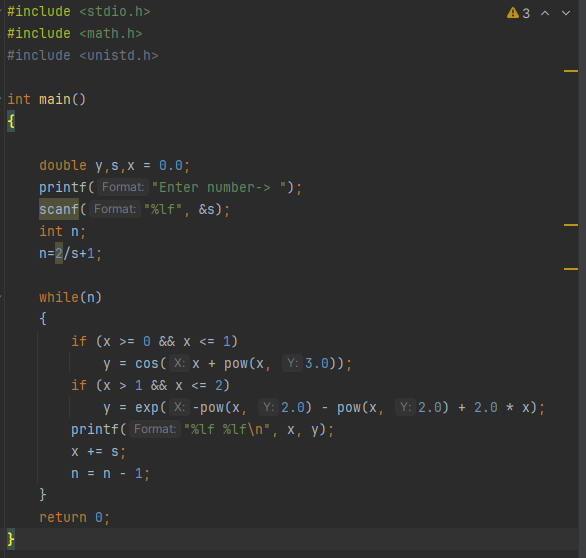 #include <stdio.h>
#include <math.h>
#include <unistd.h>
int main()
{
double y,s,x = 0.0;
printf( Format: "Enter number-> ");
scanf( Format: "%lf", &s);
int n;
n=2/s+1;
while(n)
{
if (x >= 0 && x <= 1)
y = cos( X: x + pow(x, Y: 3.0));
if (x > 1 && x <= 2)
y = exp( X: -pow(x, Y: 2.0) - pow(x, Y: 2.0) + 2.0 * x);
printf( Format: "%lf %lf\n", x, y);
x += s;
n = n - 1;
}
return 0;
}
3